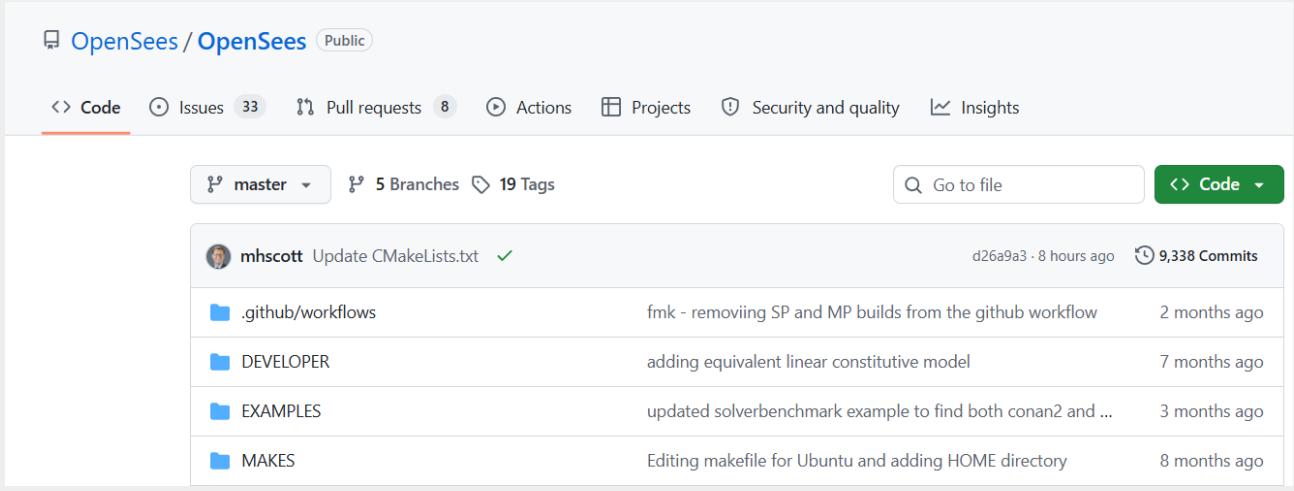 OpenSees / OpenSees Public
Code Issues 33 Pull requests 8 Actions Projects Security and quality Insights
master 5 Branches 19 Tags Go to file Code
mhscott Update CMakeLists.txt d26a9a3 · 8 hours ago 9,338 Commits
.github/workflows fmk - removiing SP and MP builds from the github workflow 2 months ago
DEVELOPER adding equivalent linear constitutive model 7 months ago
EXAMPLES updated solverbenchmark example to find both conan2 and ... 3 months ago
MAKES Editing makefile for Ubuntu and adding HOME directory 8 months ago